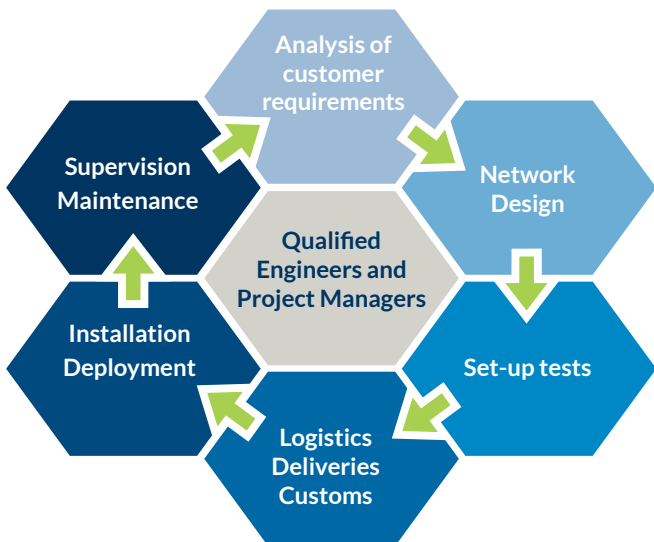 Analysis of
customer
requirements
Network
Design
Set-up tests
Logistics
Deliveries
Customs
Installation
Deployment
Supervision
Maintenance
Qualified
Engineers and
Project Managers